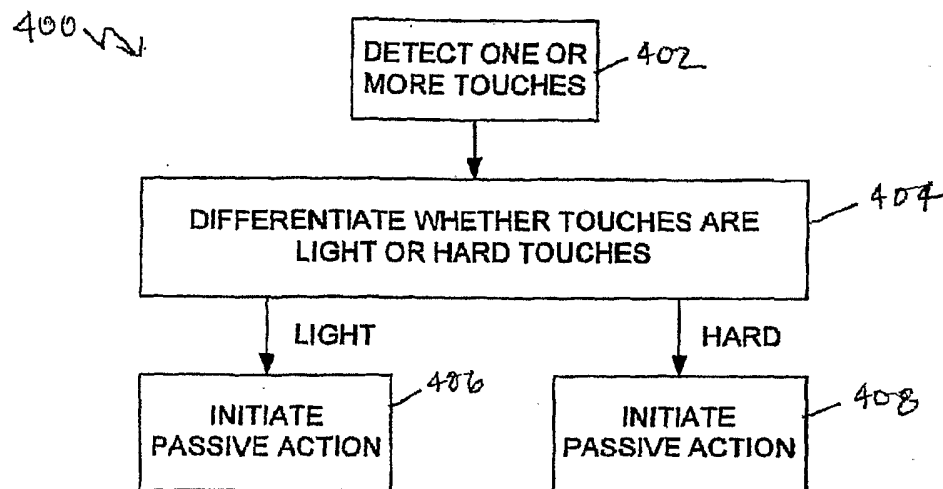 400
DETECT ONE OR
MORE TOUCHES
402
DIFFERENTIATE WHETHER TOUCHES ARE
LIGHT OR HARD TOUCHES
404
LIGHT
HARD
INITIATE
PASSIVE ACTION
406
INITIATE
PASSIVE ACTION
408